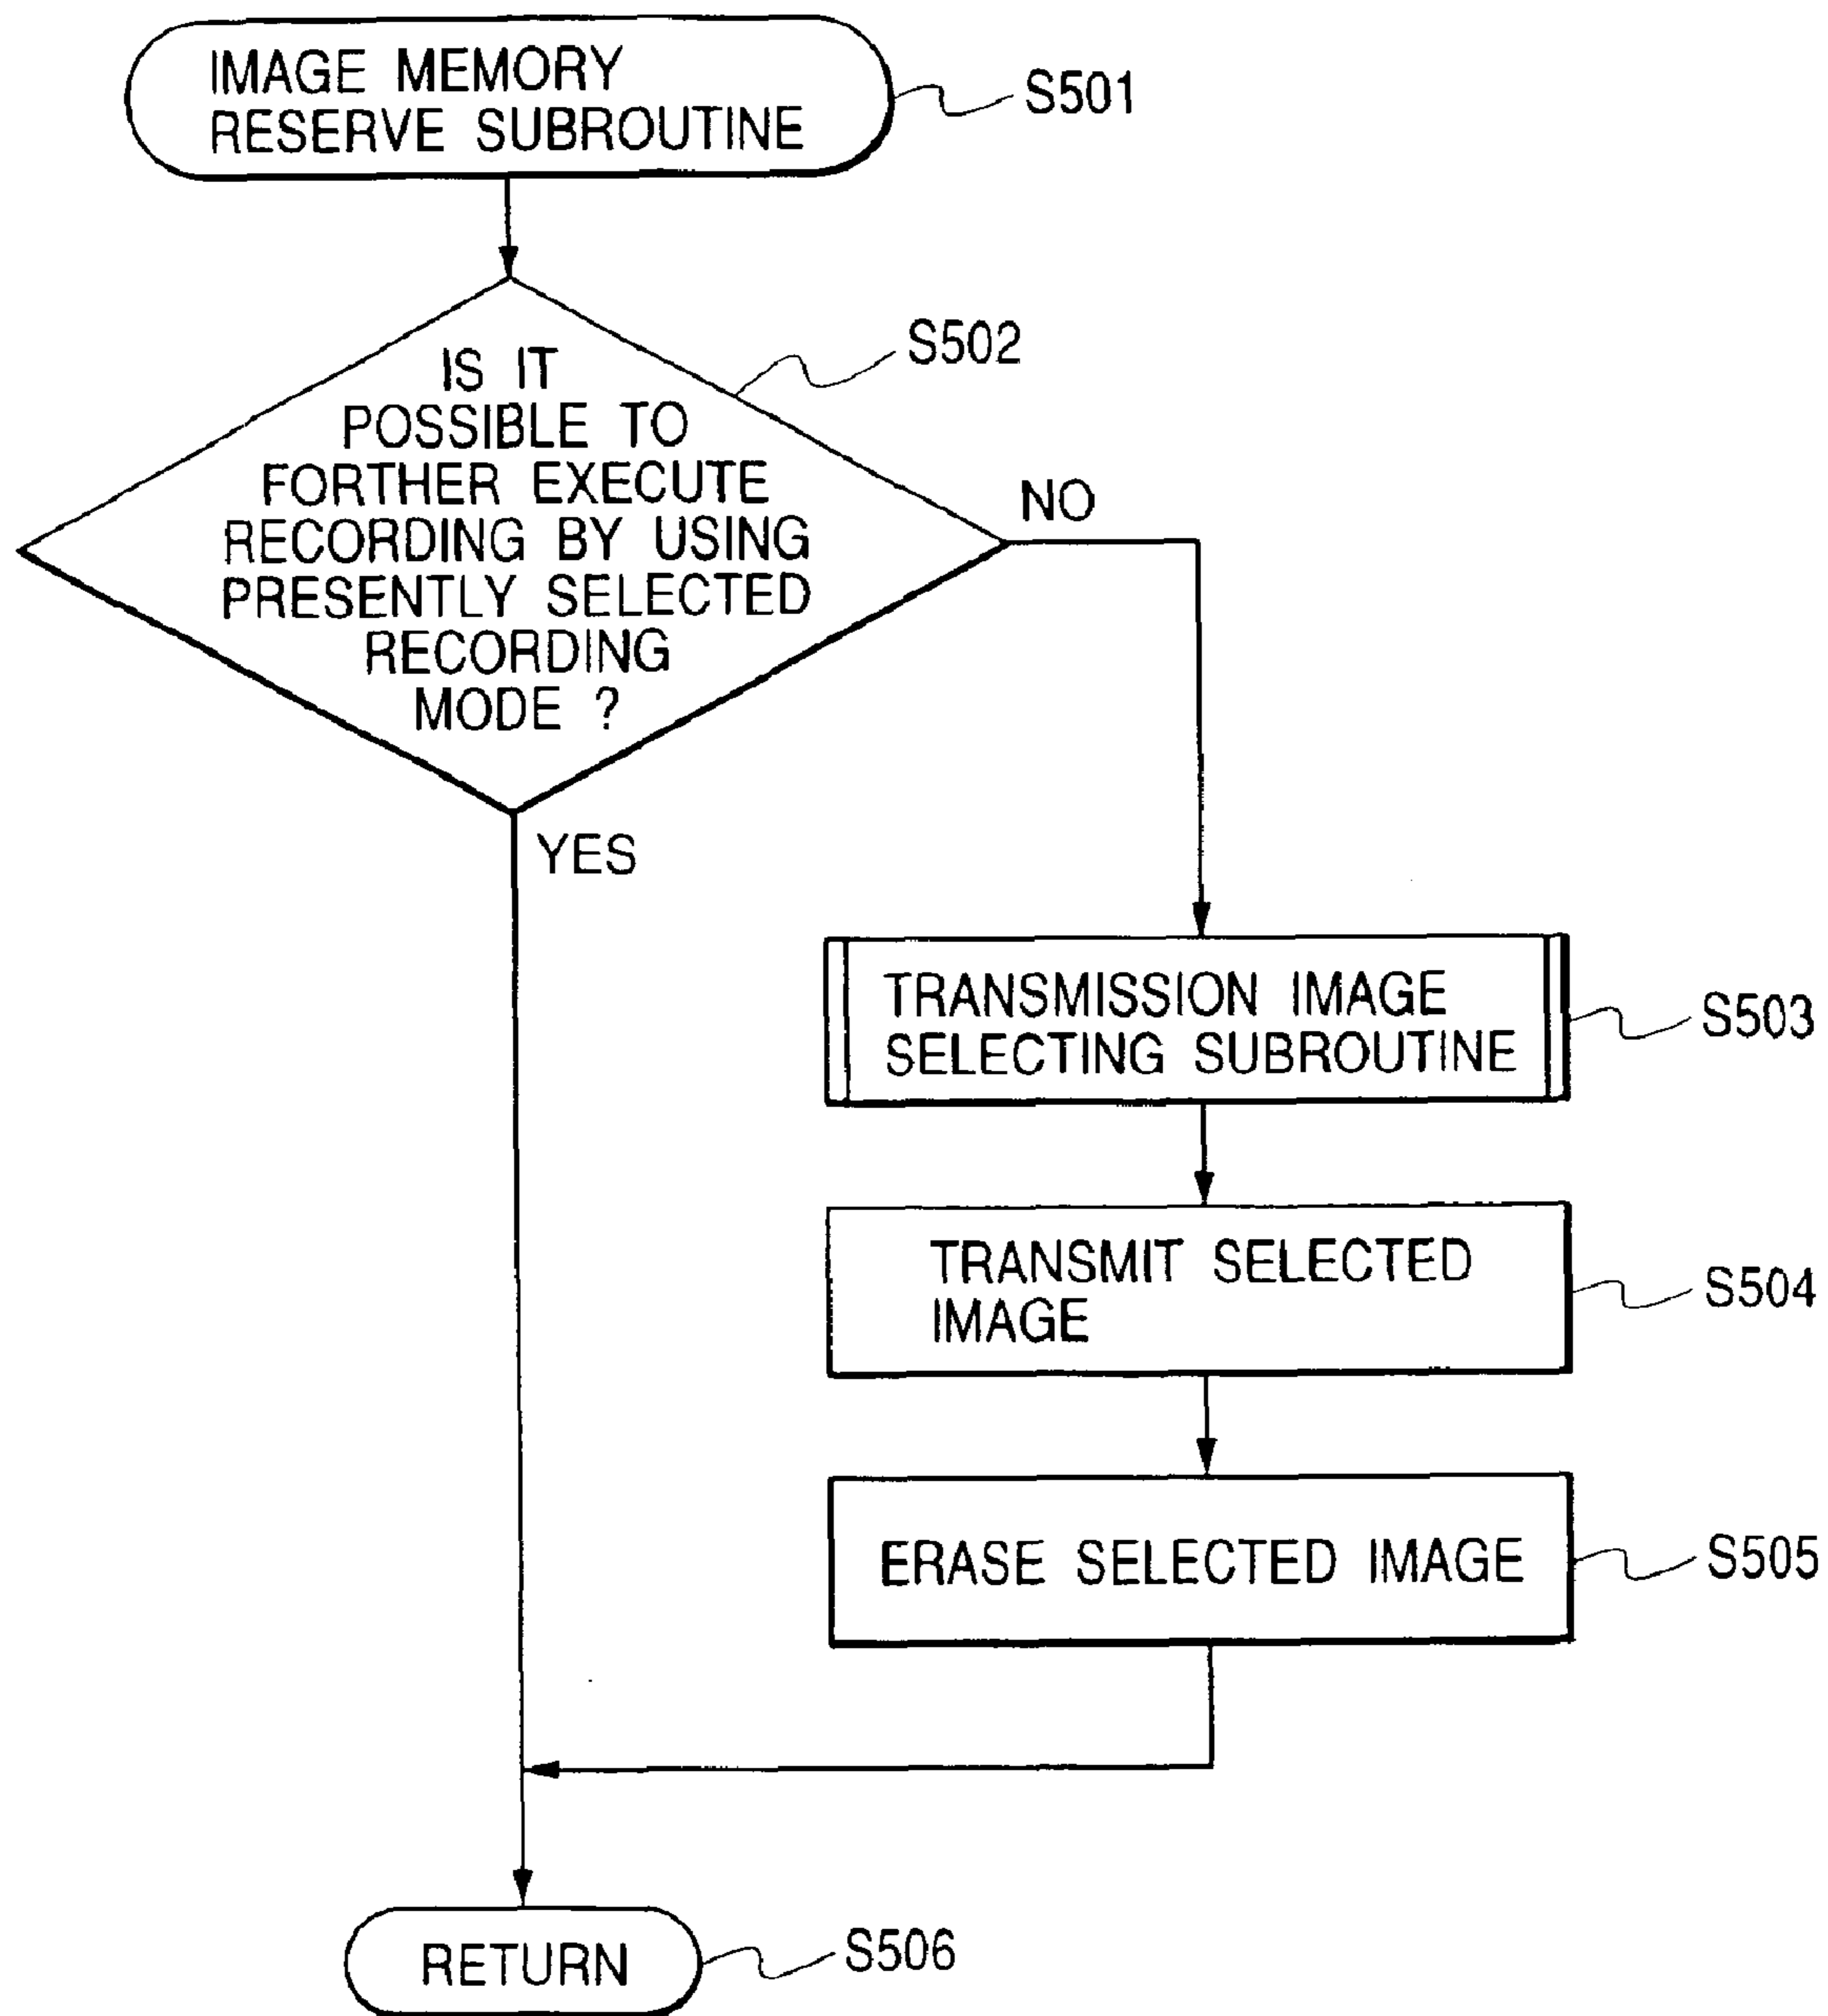 IMAGE MEMORY
RESERVE SUBROUTINE
S501
IS IT
POSSIBLE TO
FORTHER EXECUTE
RECORDING BY USING
PRESENTLY SELECTED
RECORDING
MODE ?
S502
NO
YES
TRANSMISSION IMAGE
SELECTING SUBROUTINE
S503
TRANSMIT SELECTED
IMAGE
S504
ERASE SELECTED IMAGE
S505
RETURN
S506